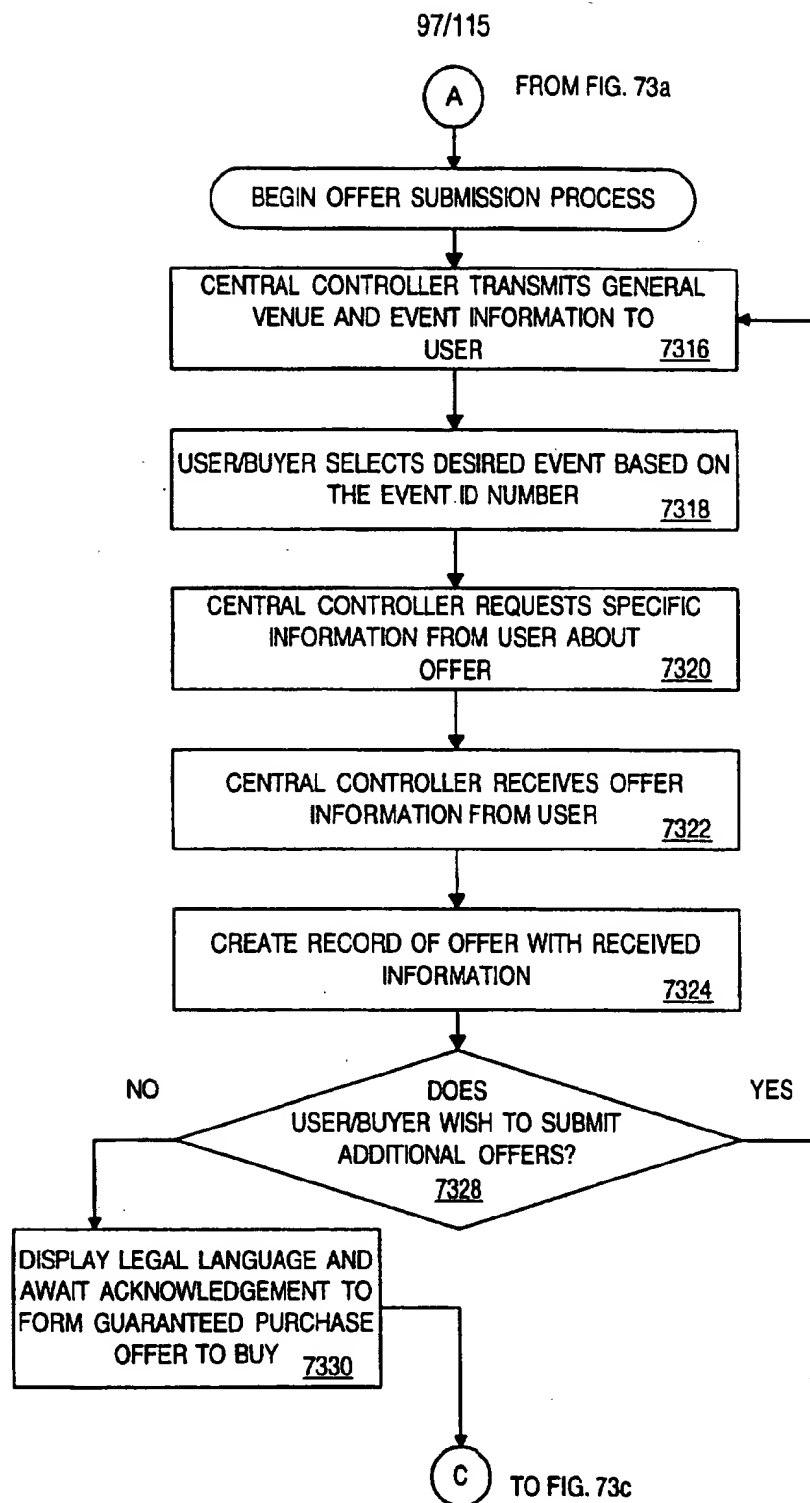 97/115
A FROM FIG. 73a
BEGIN OFFER SUBMISSION PROCESS
CENTRAL CONTROLLER TRANSMITS GENERAL
VENUE AND EVENT INFORMATION TO
USER 7316
USER/BUYER SELECTS DESIRED EVENT BASED ON
THE EVENT ID NUMBER 7318
CENTRAL CONTROLLER REQUESTS SPECIFIC
INFORMATION FROM USER ABOUT
OFFER 7320
CENTRAL CONTROLLER RECEIVES OFFER
INFORMATION FROM USER 7322
CREATE RECORD OF OFFER WITH RECEIVED
INFORMATION 7324
NO DOES YES
USER/BUYER WISH TO SUBMIT
ADDITIONAL OFFERS?
7328
DISPLAY LEGAL LANGUAGE AND
AWAIT ACKNOWLEDGEMENT TO
FORM GUARANTEED PURCHASE
OFFER TO BUY 7330
C TO FIG. 73c